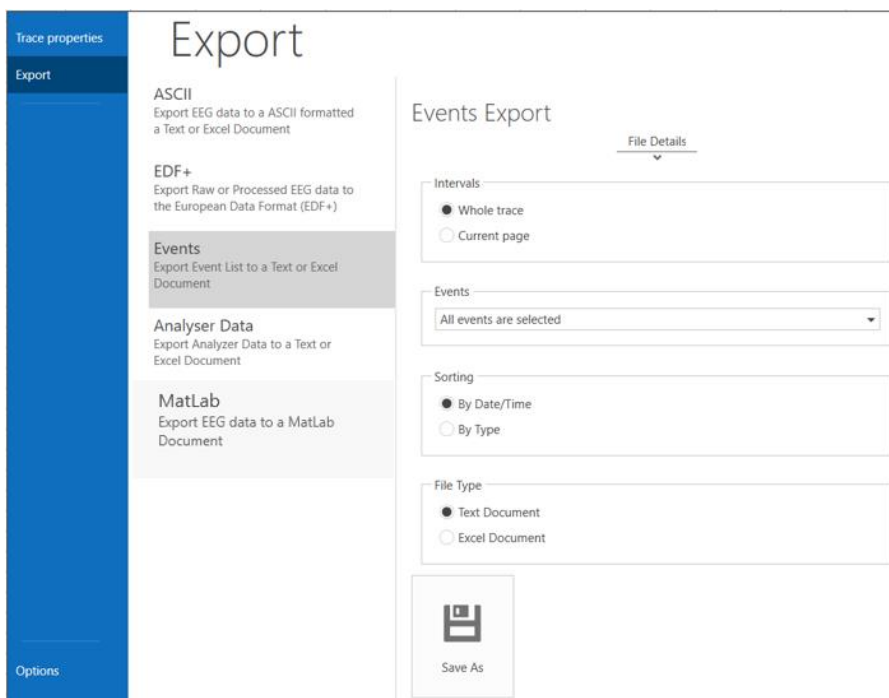 Trace properties
Export
Options
Export
ASCII
Export EEG data to a ASCII formatted
a Text or Excel Document
EDF+
Export Raw or Processed EEG data to
the European Data Format (EDF+)
Events
Export Event List to a Text or Excel
Document
Analyser Data
Export Analyzer Data to a Text or
Excel Document
MatLab
Export EEG data to a MatLab
Document
Events Export
File Details
Intervals
Whole trace
Current page
Events
All events are selected
Sorting
By Date/Time
By Type
File Type
Text Document
Excel Document
Save As